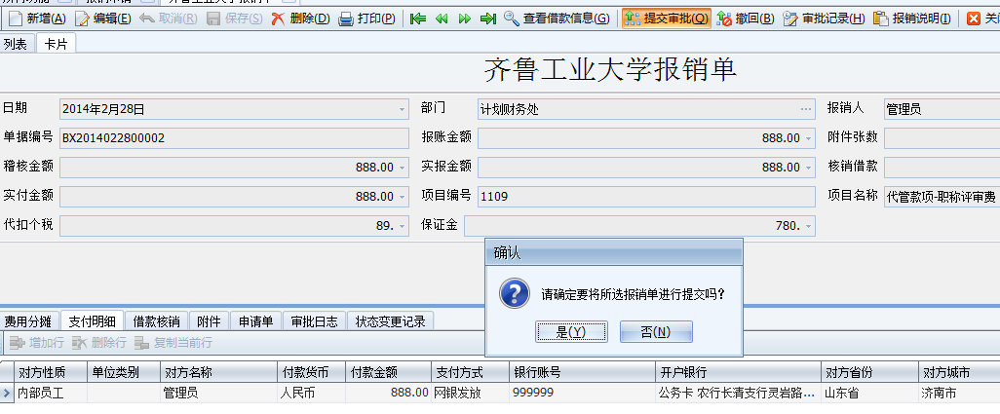 新增(A) 编辑(E) 取消(R) 保存(S) 删除(D) 打印(P) 查看借款信息(G) 提交审批(Q) 撤回(B) 审批记录(H) 报销说明(I)
列表 卡片
齐鲁工业大学报销单
日期 2014年2月28日 部门 计划财务处 报销人 管理员
单据编号 BX2014022800002 报账金额 888.00 附件张数
稽核金额 888.00 实报金额 888.00 核销借款
实付金额 888.00 项目编号 1109 项目名称 代管款项-职称评审费
代扣个税 89. 保证金 780.
确认
请确定要将所选报销单进行提交吗?
是(Y) 否(N)
费用分摊 支付明细 借款核销 附件 申请单 审批日志 状态变更记录
增加行 删除行 复制当前行
对方性质 单位类别 对方名称 付款货币 付款金额 支付方式 银行账号 开户银行 对方省份 对方城市
内部员工 管理员 人民币 888.00 网银发放 999999 公务卡 农行长清支行灵岩路... 山东省 济南市